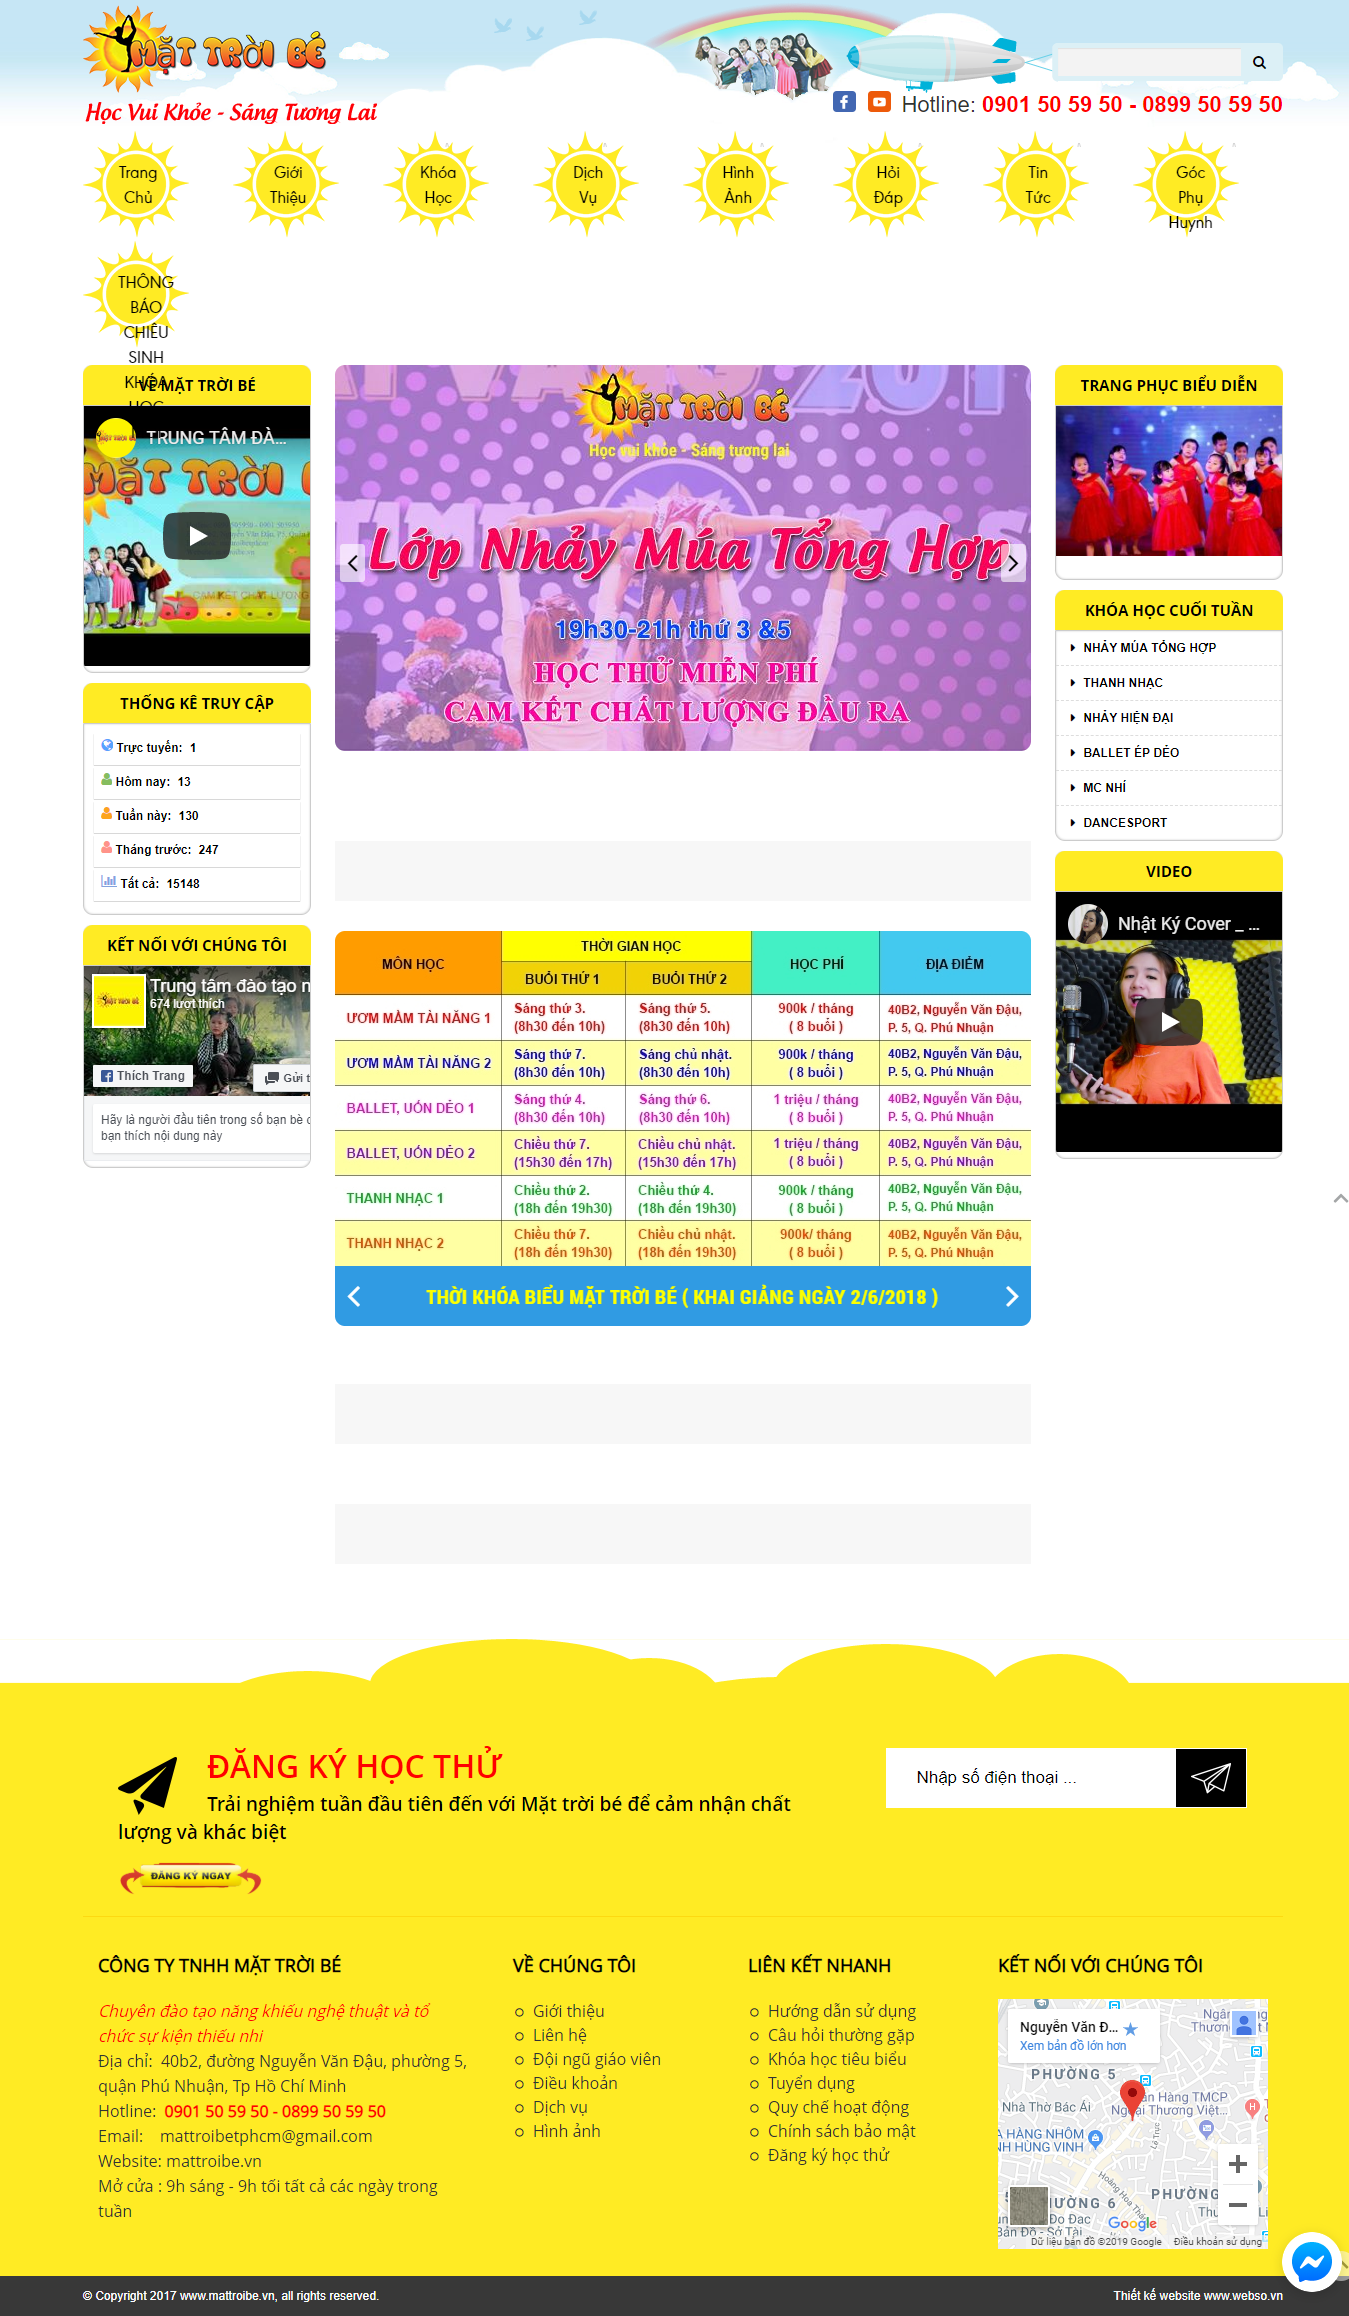 MẶT TRỜI BÉ
Học Vui Khỏe - Sáng Tương Lai
Hotline: 0901 50 59 50 - 0899 50 59 50
Trang Chủ
Giới Thiệu
Khóa Học
Dịch Vụ
Hình Ảnh
Hỏi Đáp
Tin Tức
Góc Phụ Huynh
THÔNG BÁO CHIÊU SINH KHÓA HỌC
VỀ MẶT TRỜI BÉ
TRUNG TÂM ĐÀ...
MẶT TRỜI BÉ
CAM KẾT CHẤT LƯỢNG
THỐNG KÊ TRUY CẬP
Trực tuyến: 1
Hôm nay: 13
Tuần này: 130
Tháng trước: 247
Tất cả: 15148
KẾT NỐI VỚI CHÚNG TÔI
MẶT TRỜI BÉ
Trung tâm đào tạo n
674 lượt thích
Thích Trang
Gửi t
Hãy là người đầu tiên trong số bạn bè c
bạn thích nội dung này
MẶT TRỜI BÉ
Học vui khỏe - Sáng tương lai
Lớp Nhảy Múa Tổng Hợp
19h30-21h thứ 3 &5
HỌC THỬ MIỄN PHÍ
CAM KẾT CHẤT LƯỢNG ĐẦU RA
MÔN HỌC
THỜI GIAN HỌC
BUỔI THỨ 1
BUỔI THỨ 2
HỌC PHÍ
ĐỊA ĐIỂM
ƯƠM MẦM TÀI NĂNG 1
Sáng thứ 3.
(8h30 đến 10h)
Sáng thứ 5.
(8h30 đến 10h)
900k / tháng
( 8 buổi )
40B2, Nguyễn Văn Đậu,
P. 5, Q. Phú Nhuận
ƯƠM MẦM TÀI NĂNG 2
Sáng thứ 7.
(8h30 đến 10h)
Sáng chủ nhật.
(8h30 đến 10h)
900k / tháng
( 8 buổi )
40B2, Nguyễn Văn Đậu,
P. 5, Q. Phú Nhuận
BALLET, UỐN DẺO 1
Sáng thứ 4.
(8h30 đến 10h)
Sáng thứ 6.
(8h30 đến 10h)
1 triệu / tháng
( 8 buổi )
40B2, Nguyễn Văn Đậu,
P. 5, Q. Phú Nhuận
BALLET, UỐN DẺO 2
Chiều thứ 7.
(15h30 đến 17h)
Chiều chủ nhật.
(15h30 đến 17h)
1 triệu / tháng
( 8 buổi )
40B2, Nguyễn Văn Đậu,
P. 5, Q. Phú Nhuận
THANH NHẠC 1
Chiều thứ 2.
(18h đến 19h30)
Chiều thứ 4.
(18h đến 19h30)
900k / tháng
( 8 buổi )
40B2, Nguyễn Văn Đậu,
P. 5, Q. Phú Nhuận
THANH NHẠC 2
Chiều thứ 7.
(18h đến 19h30)
Chiều chủ nhật.
(18h đến 19h30)
900k/ tháng
( 8 buổi )
40B2, Nguyễn Văn Đậu,
P. 5, Q. Phú Nhuận
THỜI KHÓA BIỂU MẶT TRỜI BÉ ( KHAI GIẢNG NGÀY 2/6/2018 )
TRANG PHỤC BIỂU DIỄN
KHÓA HỌC CUỐI TUẦN
NHẢY MÚA TỔNG HỢP
THANH NHẠC
NHẢY HIỆN ĐẠI
BALLET ÉP DẺO
MC NHÍ
DANCESPORT
VIDEO
Nhật Ký Cover _ ...
ĐĂNG KÝ HỌC THỬ
Trải nghiệm tuần đầu tiên đến với Mặt trời bé để cảm nhận chất
lượng và khác biệt
ĐĂNG KÝ NGAY
Nhập số điện thoại ...
CÔNG TY TNHH MẶT TRỜI BÉ
Chuyên đào tạo năng khiếu nghệ thuật và tổ
chức sự kiện thiếu nhi
Địa chỉ: 40b2, đường Nguyễn Văn Đậu, phường 5,
quận Phú Nhuận, Tp Hồ Chí Minh
Hotline: 0901 50 59 50 - 0899 50 59 50
Email: mattroibetphcm@gmail.com
Website: mattroibe.vn
Mở cửa : 9h sáng - 9h tối tất cả các ngày trong
tuần
VỀ CHÚNG TÔI
Giới thiệu
Liên hệ
Đội ngũ giáo viên
Điều khoản
Dịch vụ
Hình ảnh
LIÊN KẾT NHANH
Hướng dẫn sử dụng
Câu hỏi thường gặp
Khóa học tiêu biểu
Tuyển dụng
Quy chế hoạt động
Chính sách bảo mật
Đăng ký học thử
KẾT NỐI VỚI CHÚNG TÔI
Nguyễn Văn Đ...
Xem bản đồ lớn hơn
PHƯỜNG 5
Nhà Thờ Bác Ái
Ngoại Thương Việt...
Hoàng Hoa Thám
Google
Dữ liệu bản đồ ©2019 Google
Điều khoản sử dụng
© Copyright 2017 www.mattroibe.vn, all rights reserved.
Thiết kế website www.webso.vn